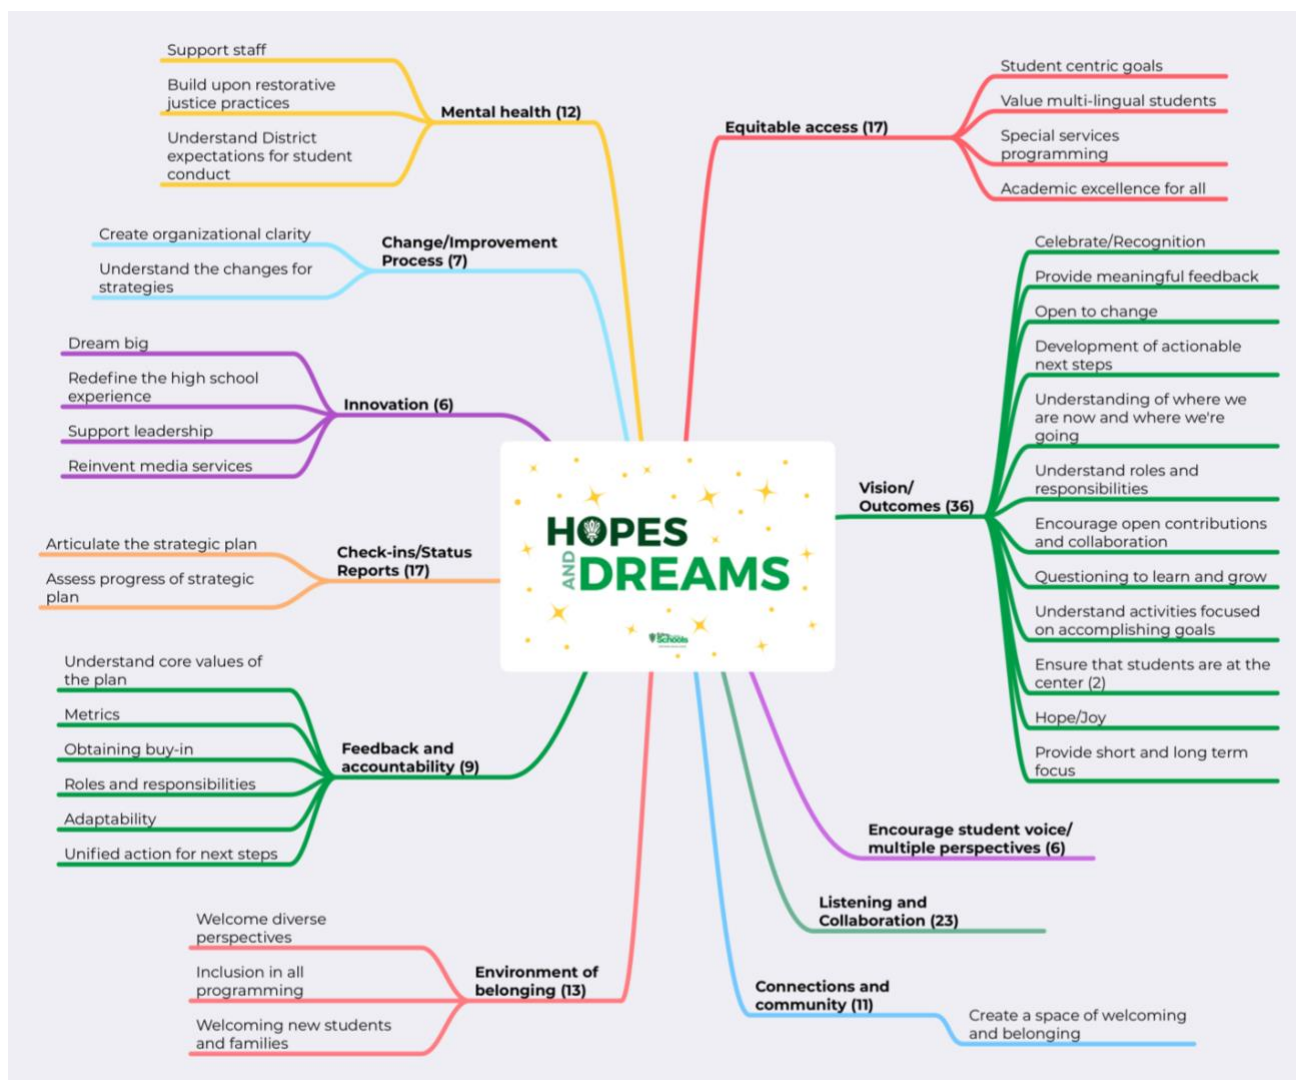 HOPES
AND
DREAMS
Schools
Equitable access (17)
Student centric goals
Value multi-lingual students
Special services
programming
Academic excellence for all
Vision/
Outcomes (36)
Celebrate/Recognition
Provide meaningful feedback
Open to change
Development of actionable
next steps
Understanding of where we
are now and where we're
going
Understand roles and
responsibilities
Encourage open contributions
and collaboration
Questioning to learn and grow
Understand activities focused
on accomplishing goals
Ensure that students are at the
center (2)
Hope/Joy
Provide short and long term
focus
Encourage student voice/
multiple perspectives (6)
Listening and
Collaboration (23)
Connections and
community (11)
Create a space of welcoming
and belonging
Mental health (12)
Support staff
Build upon restorative
justice practices
Understand District
expectations for student
conduct
Change/Improvement
Process (7)
Create organizational clarity
Understand the changes for
strategies
Innovation (6)
Dream big
Redefine the high school
experience
Support leadership
Reinvent media services
Check-ins/Status
Reports (17)
Articulate the strategic plan
Assess progress of strategic
plan
Feedback and
accountability (9)
Understand core values of
the plan
Metrics
Obtaining buy-in
Roles and responsibilities
Adaptability
Unified action for next steps
Environment of
belonging (13)
Welcome diverse
perspectives
Inclusion in all
programming
Welcoming new students
and families